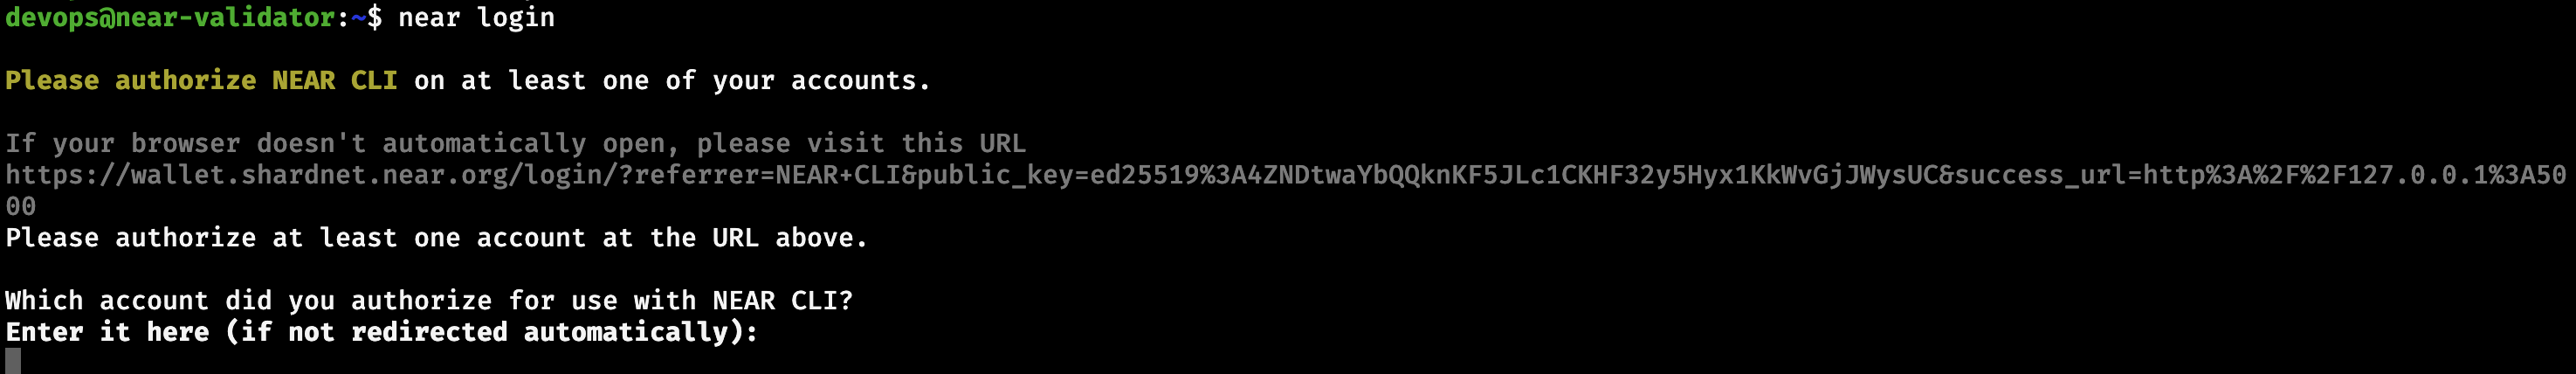 devops@near-validator:~$ near login
Please authorize NEAR CLI on at least one of your accounts.
If your browser doesn't automatically open, please visit this URL
https://wallet.shardnet.near.org/login/?referrer=NEAR+CLI&public_key=ed25519%3A4ZNDtwaYbQQknKF5JLc1CKHF32y5Hyx1KkWvGjJWysUC&success_url=http%3A%2F%2F127.0.0.1%3A50
00
Please authorize at least one account at the URL above.
Which account did you authorize for use with NEAR CLI?
Enter it here (if not redirected automatically):